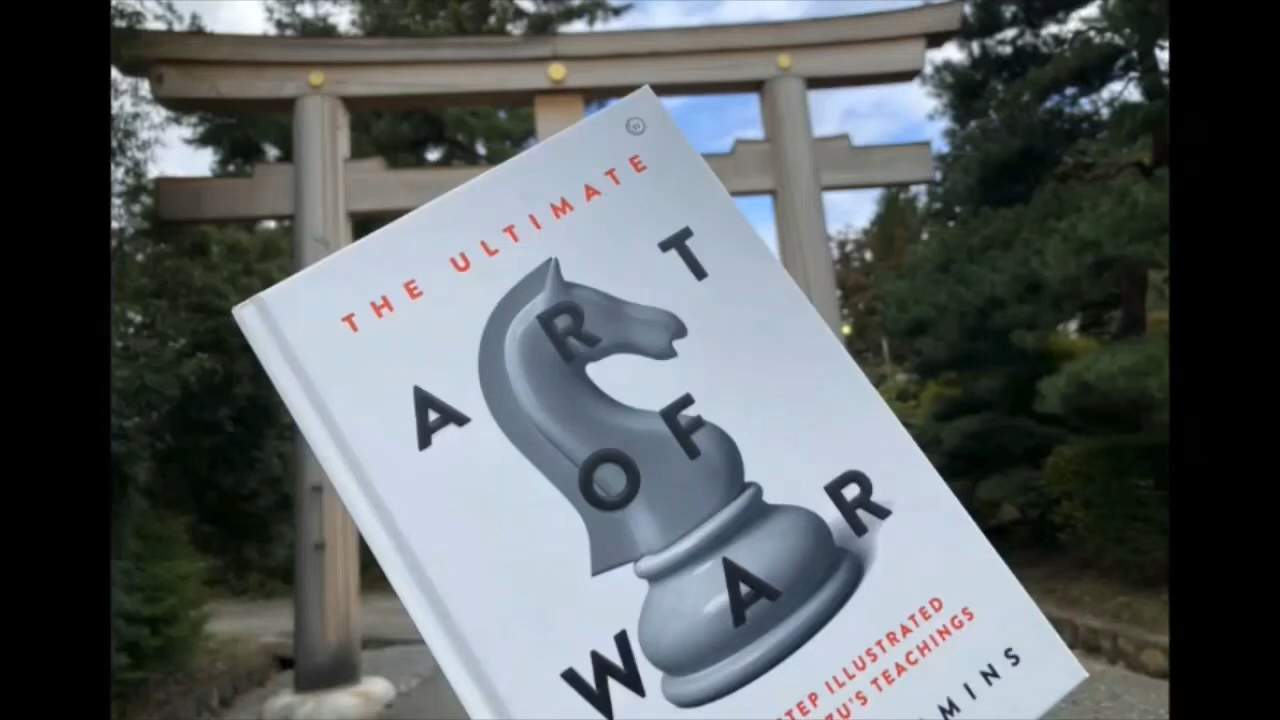 THE ULTIMATE
ART
OF
WAR
STEP ILLUSTRATED
ZU'S TEACHINGS
MINS